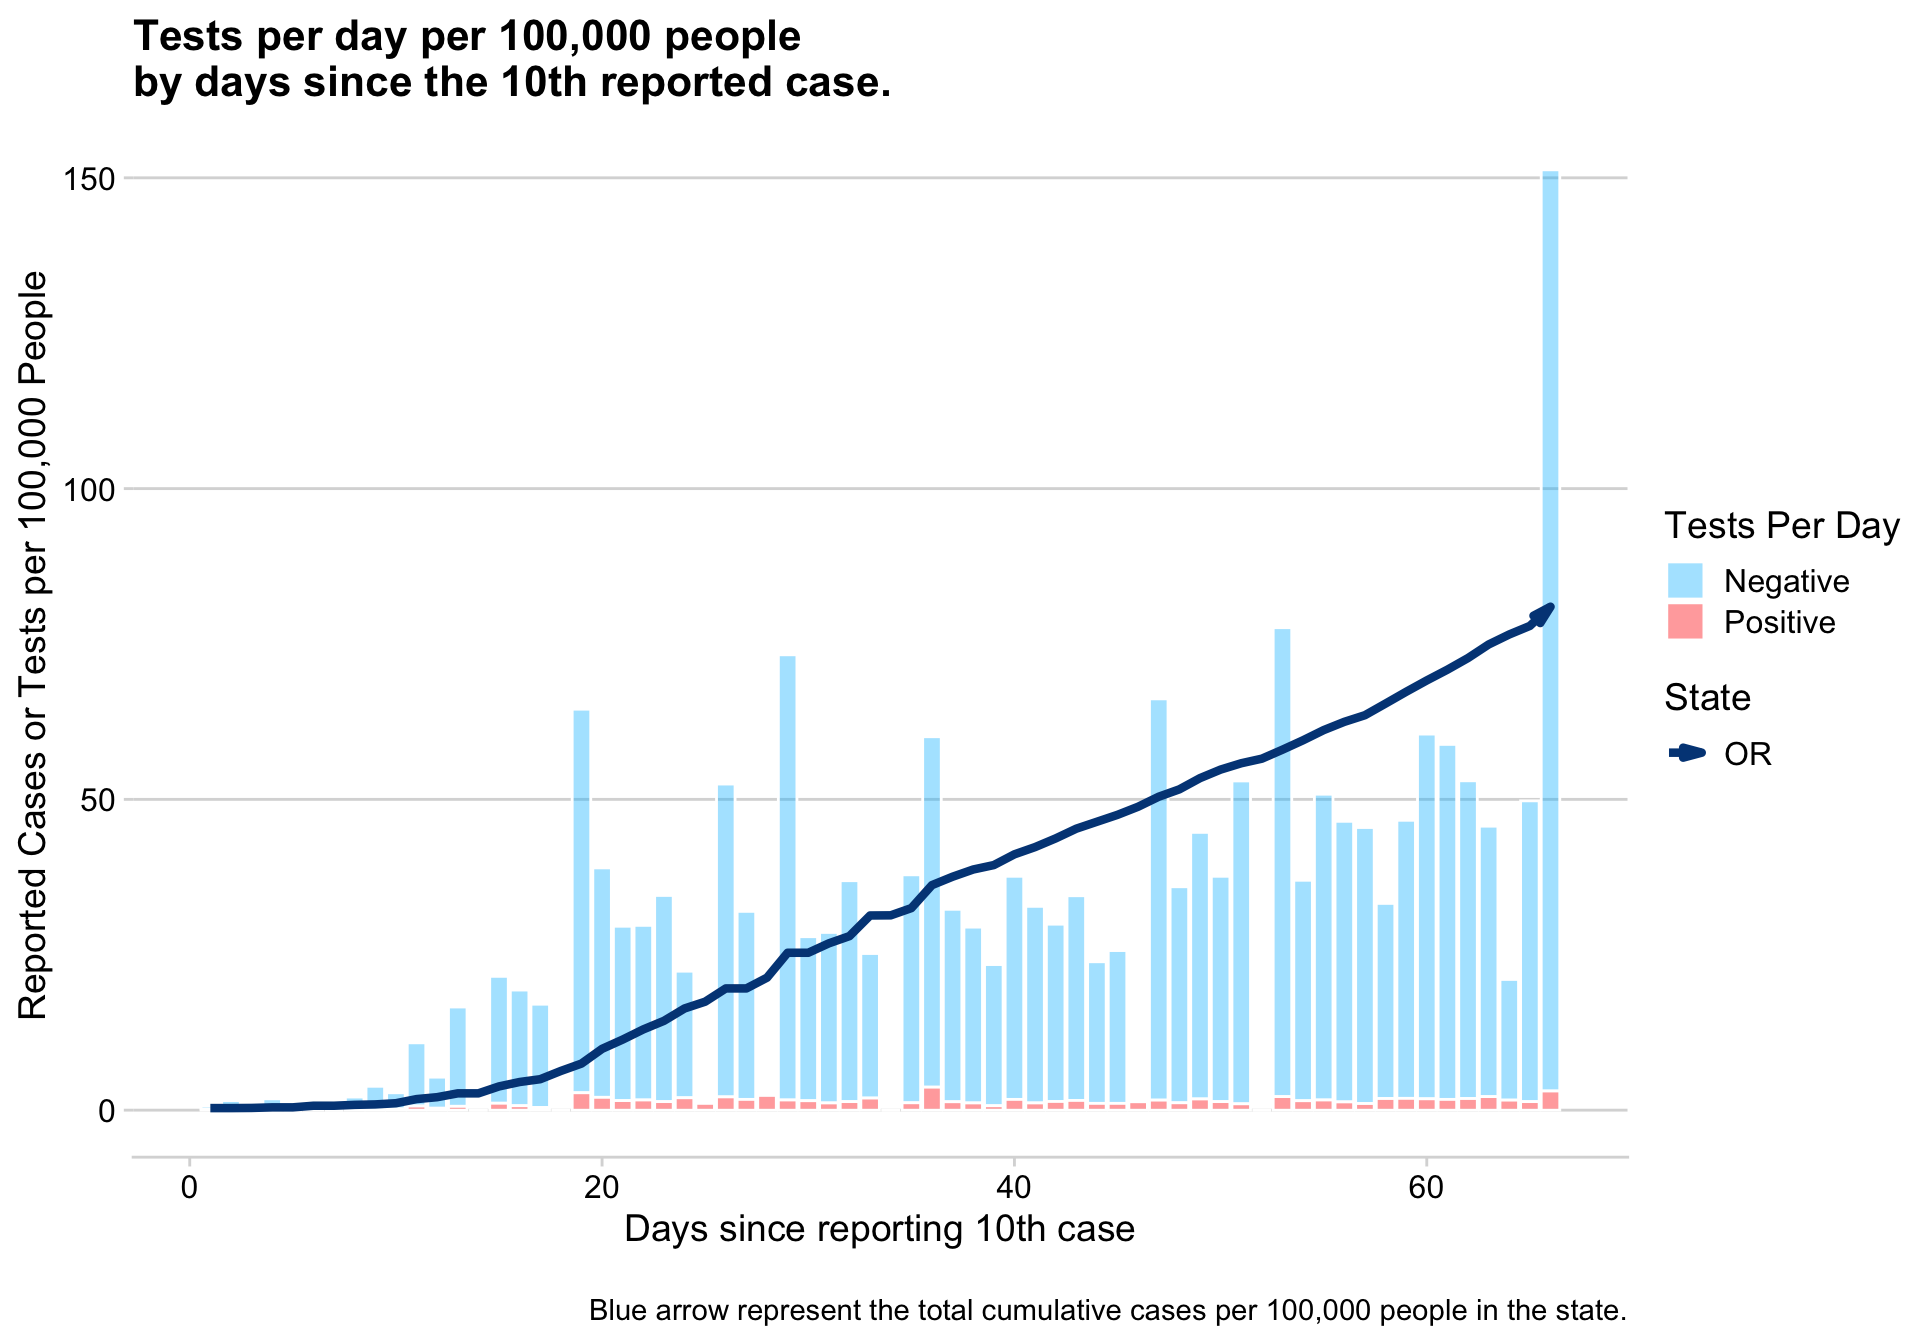 Tests per day per 100,000 people
by days since the 10th reported case.
Reported Cases or Tests per 100,000 People
150
100
50
0
0
20
40
60
Days since reporting 10th case
Tests Per Day
Negative
Positive
State
OR
Blue arrow represent the total cumulative cases per 100,000 people in the state.